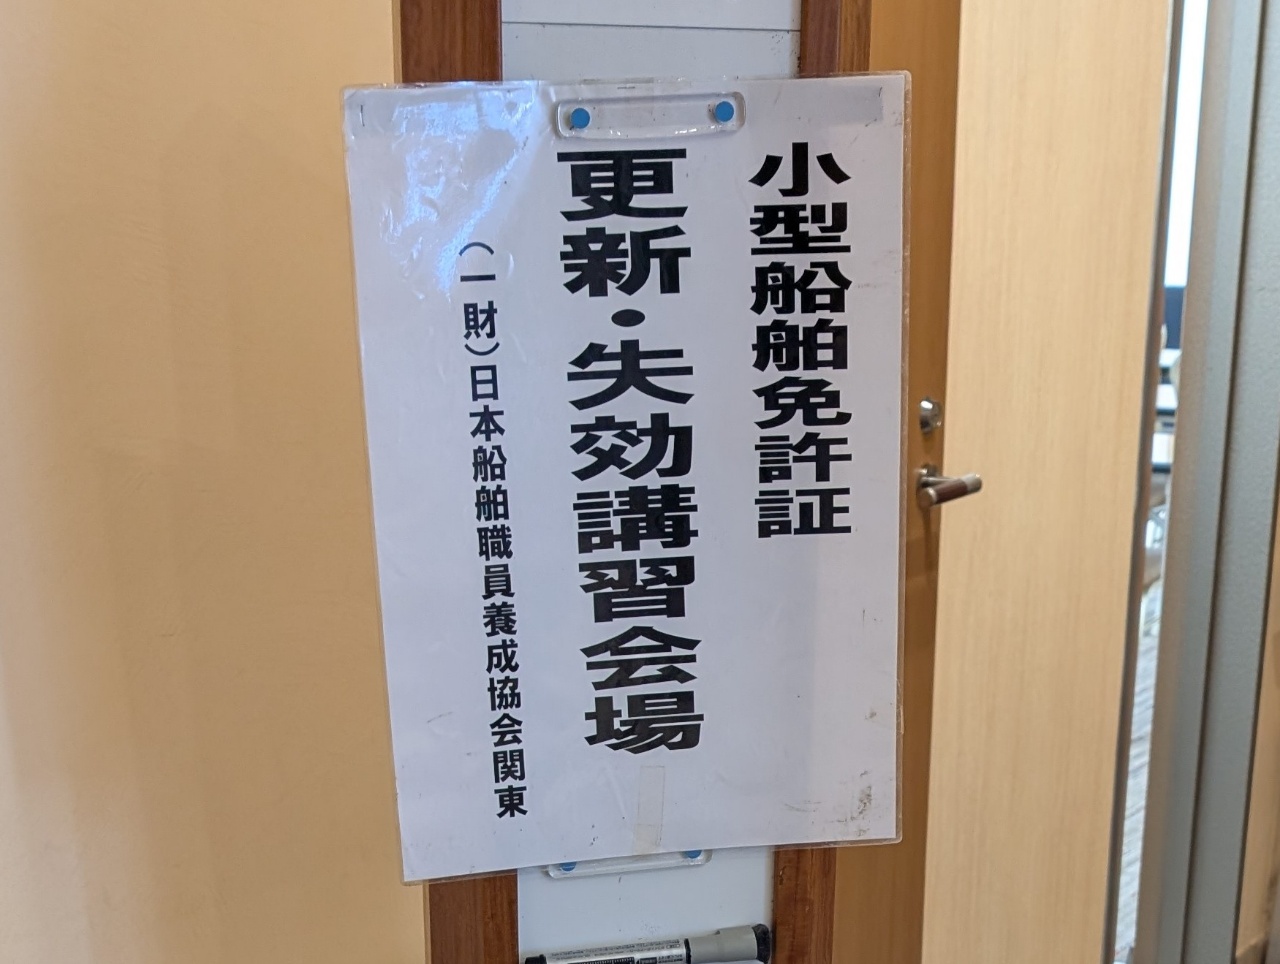 小型船舶免許証
更新・失効講習会場
（一財）日本船舶職員養成協会関東